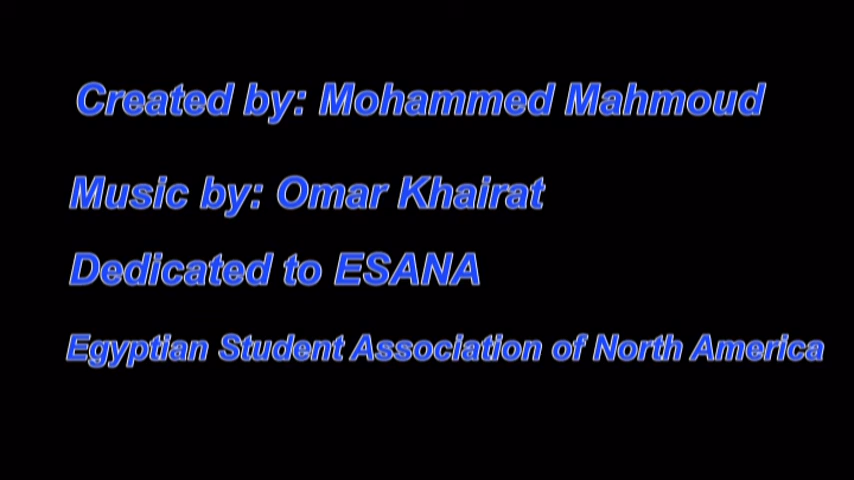 Created by: Mohammed Mahmoud
Music by: Omar Khairat
Dedicated to ESANA
Egyptian Student Association of North America